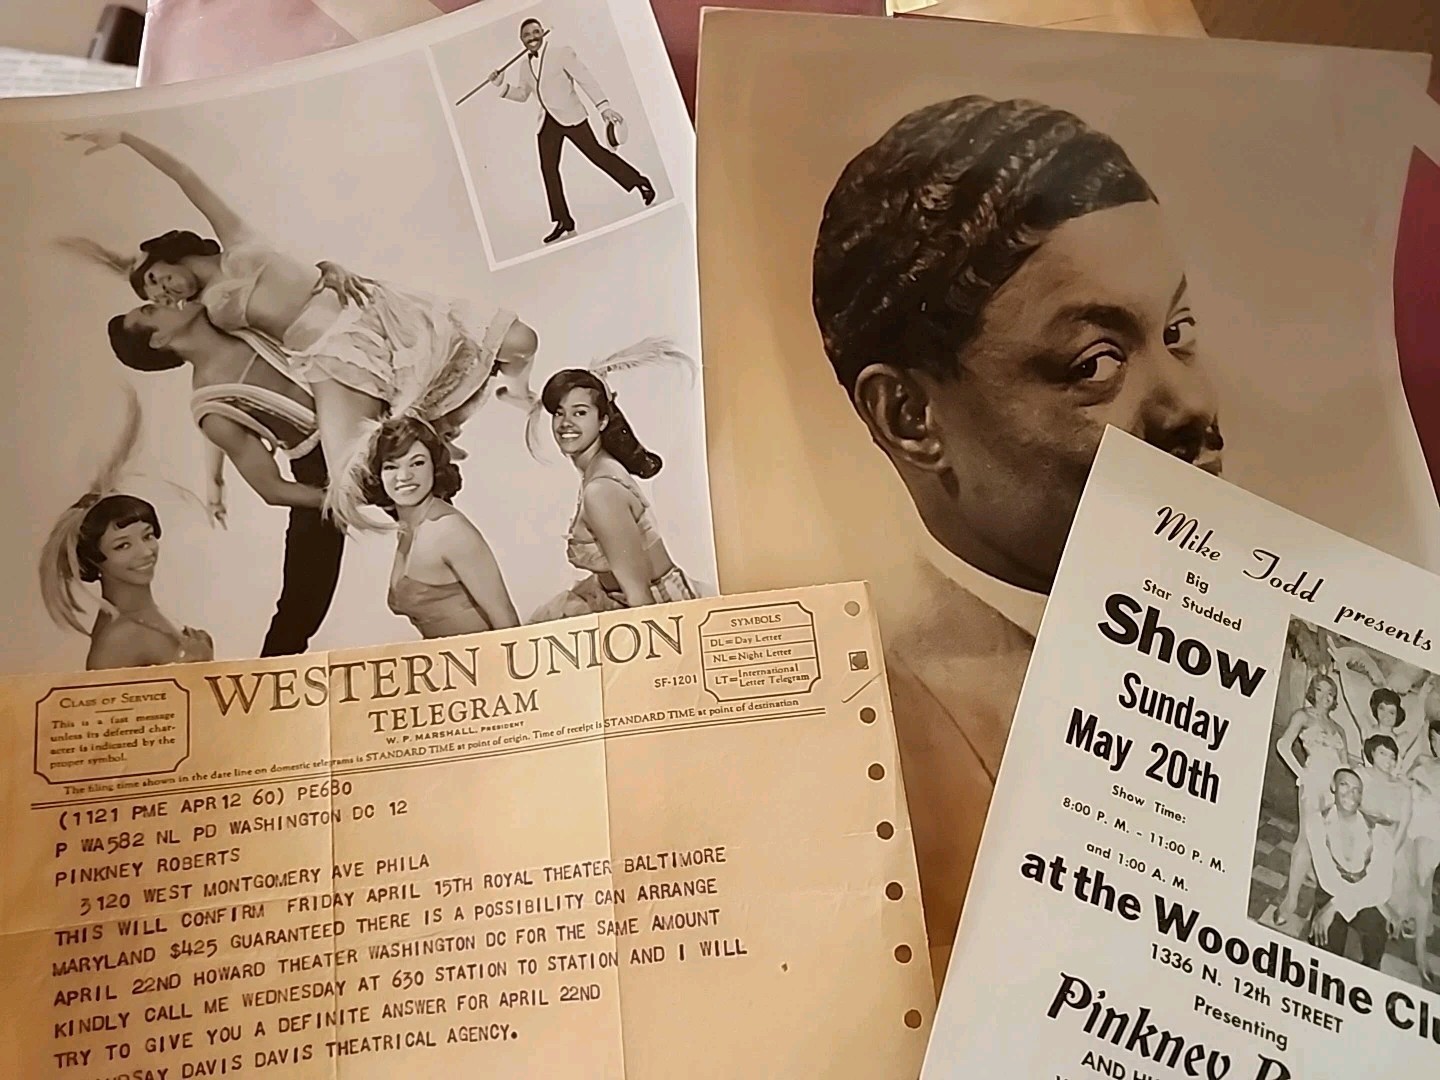 CLASS OF SERVICE
This is a fast message
unless its deferred char-
acter is indicated by the
proper symbol.
WESTERN UNION
TELEGRAM
W. P. MARSHALL, PRESIDENT
SF-1201
SYMBOLS
DL=Day Letter
NL=Night Letter
LT=International
Letter Telegram
The filing time shown in the date line on domestic telegrams is STANDARD TIME at point of origin. Time of receipt is STANDARD TIME at point of destination
(1121 PME APR 12 60) PE630
P WA582 NL PD WASHINGTON DC 12
PINKNEY ROBERTS
3120 WEST MONTGOMERY AVE PHILA
THIS WILL CONFIRM FRIDAY APRIL 15TH ROYAL THEATER BALTIMORE
MARYLAND $425 GUARANTEED THERE IS A POSSIBILITY CAN ARRANGE
APRIL 22ND HOWARD THEATER WASHINGTON DC FOR THE SAME AMOUNT
KINDLY CALL ME WEDNESDAY AT 630 STATION TO STATION AND I WILL
TRY TO GIVE YOU A DEFINITE ANSWER FOR APRIL 22ND
DAVIS DAVIS THEATRICAL AGENCY.
Mike Todd presents
Big
Star Studded
Show
Sunday
May 20th
Show Time:
8:00 P. M. - 11:00 P. M.
and 1:00 A. M.
at the Woodbine
1336 N. 12th STREET
Presenting
Pinkney
AND